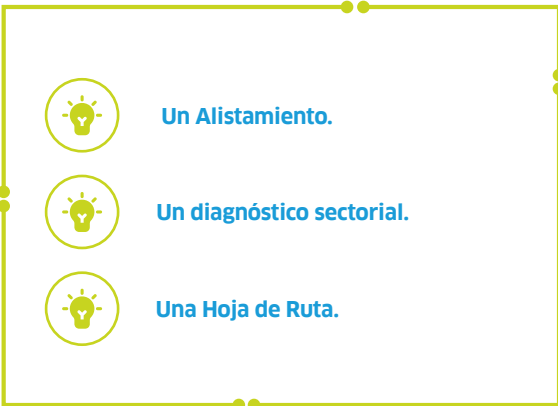 Un Alistamiento.
Un diagnóstico sectorial.
Una Hoja de Ruta.